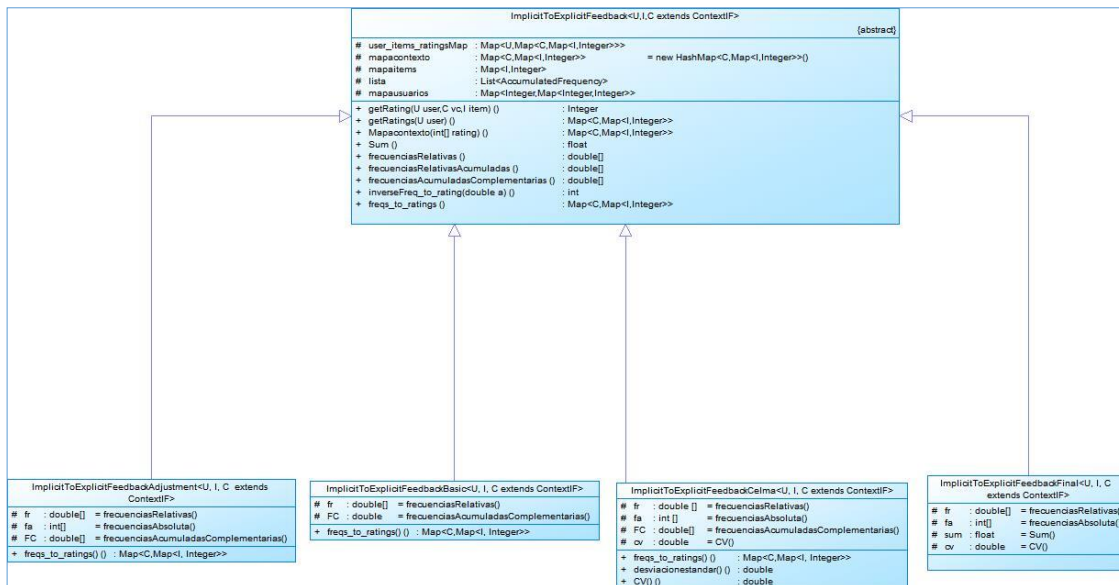 ImplicitToExplicitFeedback<U,I,C extends ContextIF>
{abstract}
# user_items_ratingsMap : Map<U,Map<C,Map<I,Integer>>>
# mapacontexto : Map<C,Map<I,Integer>> = new HashMap<C,Map<I,Integer>>()
# mapaitems : Map<I,Integer>
# lista : List<AccumulatedFrequency>
# mapausuarios : Map<Integer,Map<Integer,Integer>>
+ getRating(U user,C vc,I item) () : Integer
+ getRatings(U user) () : Map<C,Map<I,Integer>>
+ Mapacontexto(int[] rating) () : Map<C,Map<I,Integer>>
+ Sum () : float
+ frecuenciasRelativas () : double[]
+ frecuenciasRelativasAcumuladas () : double[]
+ frecuenciasAcumuladasComplementarias () : double[]
+ inverseFreq_to_rating(double a) () : int
+ freqs_to_ratings () : Map<C,Map<I,Integer>>
ImplicitToExplicitFeedbackAdjustment<U, I, C extends
ContextIF>
# fr : double[] = frecuenciasRelativas()
# fa : int[] = frecuenciasAbsoluta()
# FC : double[] = frecuenciasAcumuladasComplementarias()
+ freqs_to_ratings() () : Map<C,Map<I, Integer>>
ImplicitToExplicitFeedbackBasic<U, I, C extends ContextIF>
# fr : double[] = frecuenciasRelativas()
# FC : double = frecuenciasAcumuladasComplementarias()
+ freqs_to_ratings() () : Map<C,Map<I, Integer>>
ImplicitToExplicitFeedbackCelma<U, I, C extends ContextIF>
# fr : double [] = frecuenciasRelativas()
# fa : int [] = frecuenciasAbsoluta()
# FC : double[] = frecuenciasAcumuladasComplementarias()
# cv : double = CV()
+ freqs_to_ratings() () : Map<C,Map<I, Integer>>
+ desviacionestandar() () : double
+ CV() () : double
ImplicitToExplicitFeedbackFinal<U, I, C
extends ContextIF>
# fr : double[] = frecuenciasRelativas(
# fa : int[] = frecuenciasAbsoluta()
# sum : float = Sum()
# cv : double = CV()